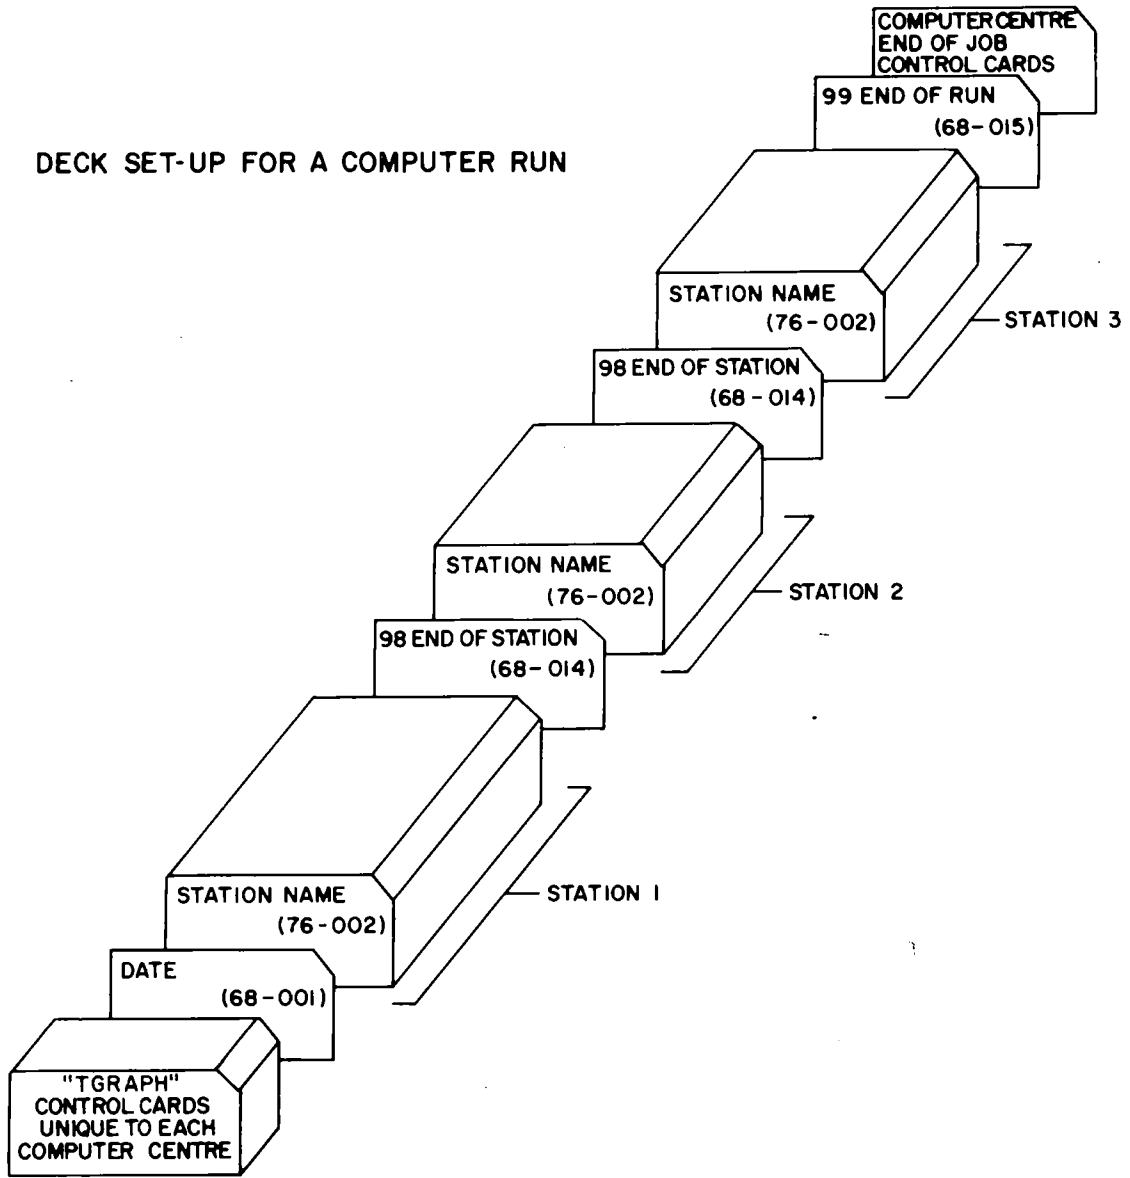 COMPUTER CENTRE
END OF JOB
CONTROL CARDS
99 END OF RUN
(68-015)
DECK SET-UP FOR A COMPUTER RUN
STATION NAME
(76-002)
STATION 3
98 END OF STATION
(68-014)
STATION NAME
(76-002)
STATION 2
98 END OF STATION
(68-014)
STATION NAME
(76-002)
STATION 1
DATE
(68-001)
"TGRAPH"
CONTROL CARDS
UNIQUE TO EACH
COMPUTER CENTRE